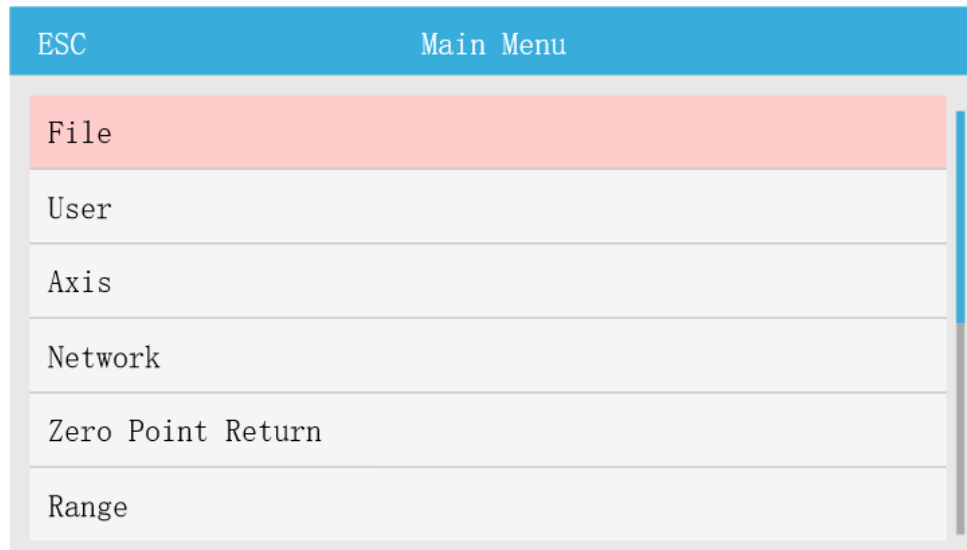 ESC Main Menu
File
User
Axis
Network
Zero Point Return
Range